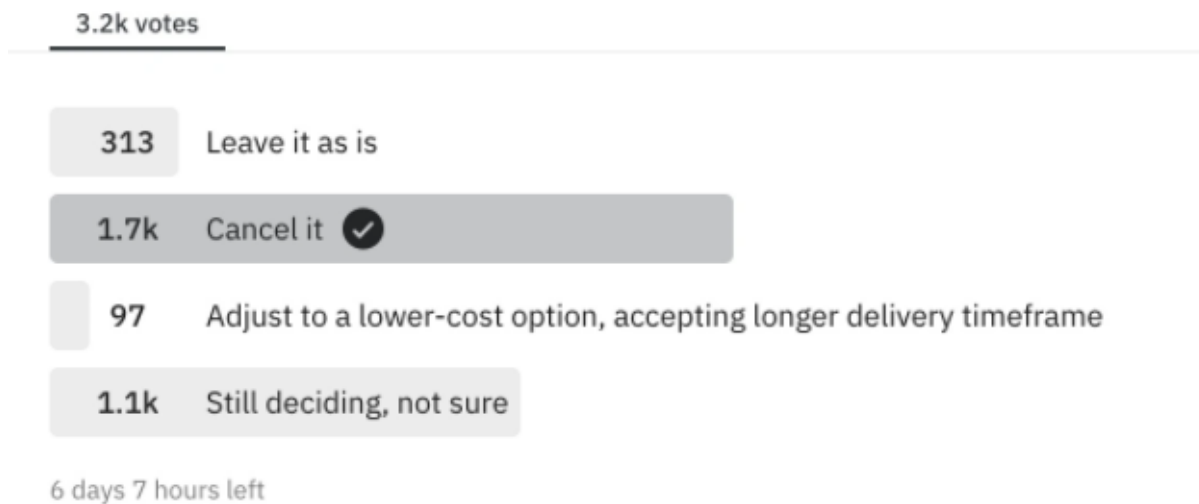 3.2k votes
313 Leave it as is
1.7k Cancel it
97 Adjust to a lower-cost option, accepting longer delivery timeframe
1.1k Still deciding, not sure
6 days 7 hours left